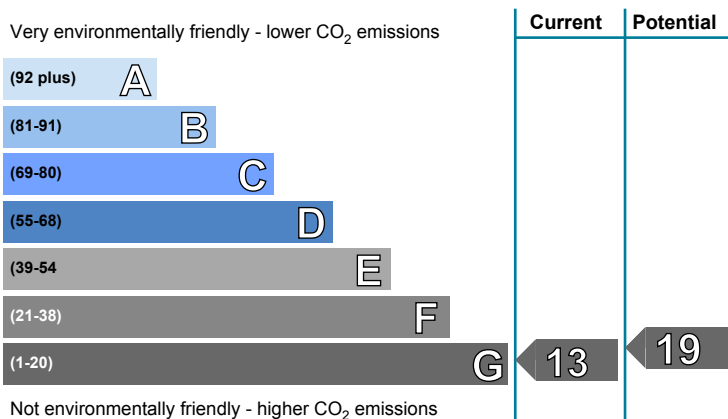 Current Potential
Very environmentally friendly - lower CO2 emissions
(92 plus) A
(81-91) B
(69-80) C
(55-68) D
(39-54 E
(21-38) F
(1-20) G 13 19
Not environmentally friendly - higher CO2 emissions